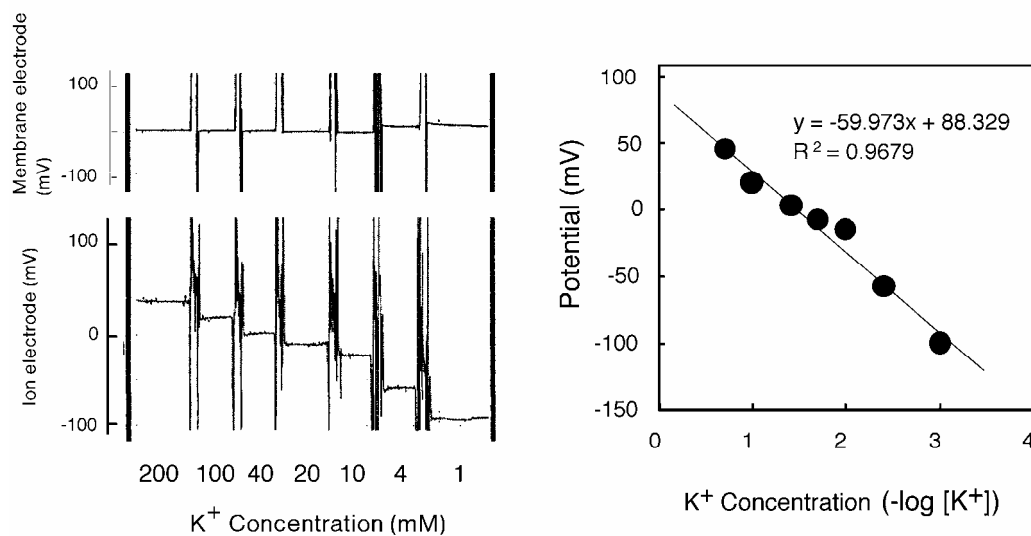 Membrane electrode
(mV)
100
0
-100
Ion electrode (mV)
100
0
-100
200 100 40 20 10 4 1
K⁺ Concentration (mM)
Potential (mV)
100
50
0
-50
-100
-150
y = -59.973x + 88.329
R² = 0.9679
0 1 2 3 4
K⁺ Concentration (-log [K⁺])